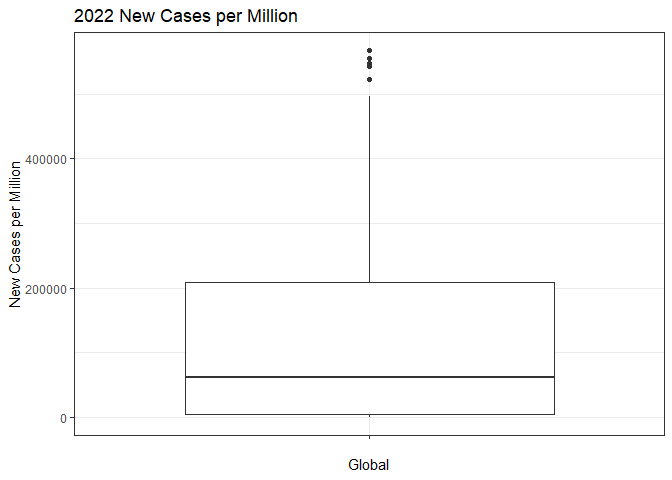 2022 New Cases per Million
New Cases per Million
400000
200000
0
Global